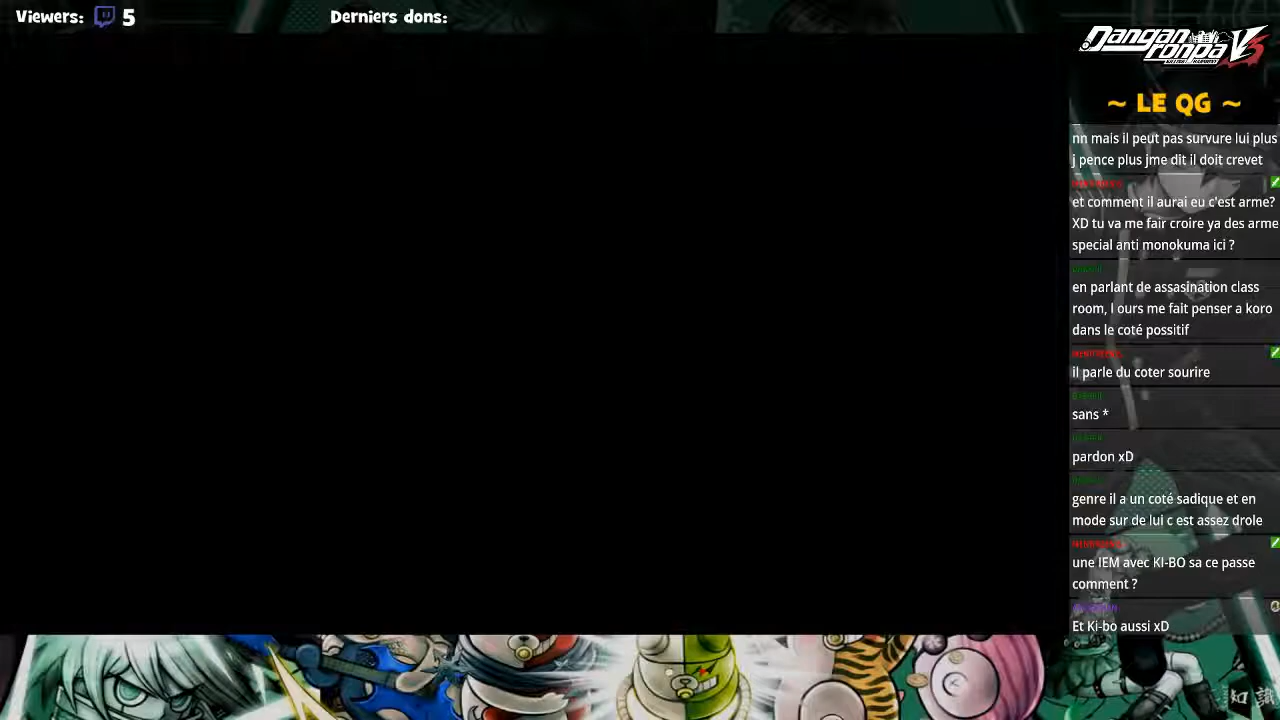 Viewers: 5
Derniers dons:
Danganronpa V3
~ LE QG ~
nn mais il peut pas survure lui plus
j pence plus jme dit il doit crevet
et comment il aurai eu c'est arme?
XD tu va me fair croire ya des arme
special anti monokuma ici ?
en parlant de assasination class
room, l ours me fait penser a koro
dans le coté possitif
il parle du coter sourire
sans *
pardon xD
genre il a un coté sadique et en
mode sur de lui c est assez drole
une IEM avec KI-BO sa ce passe
comment ?
Et Ki-bo aussi xD